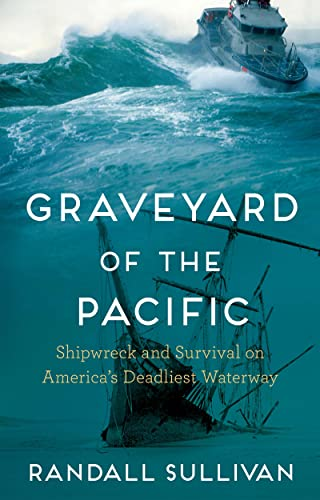 GRAVEYARD
OF THE
PACIFIC
Shipwreck and Survival on
America's Deadliest Waterway
RANDALL SULLIVAN